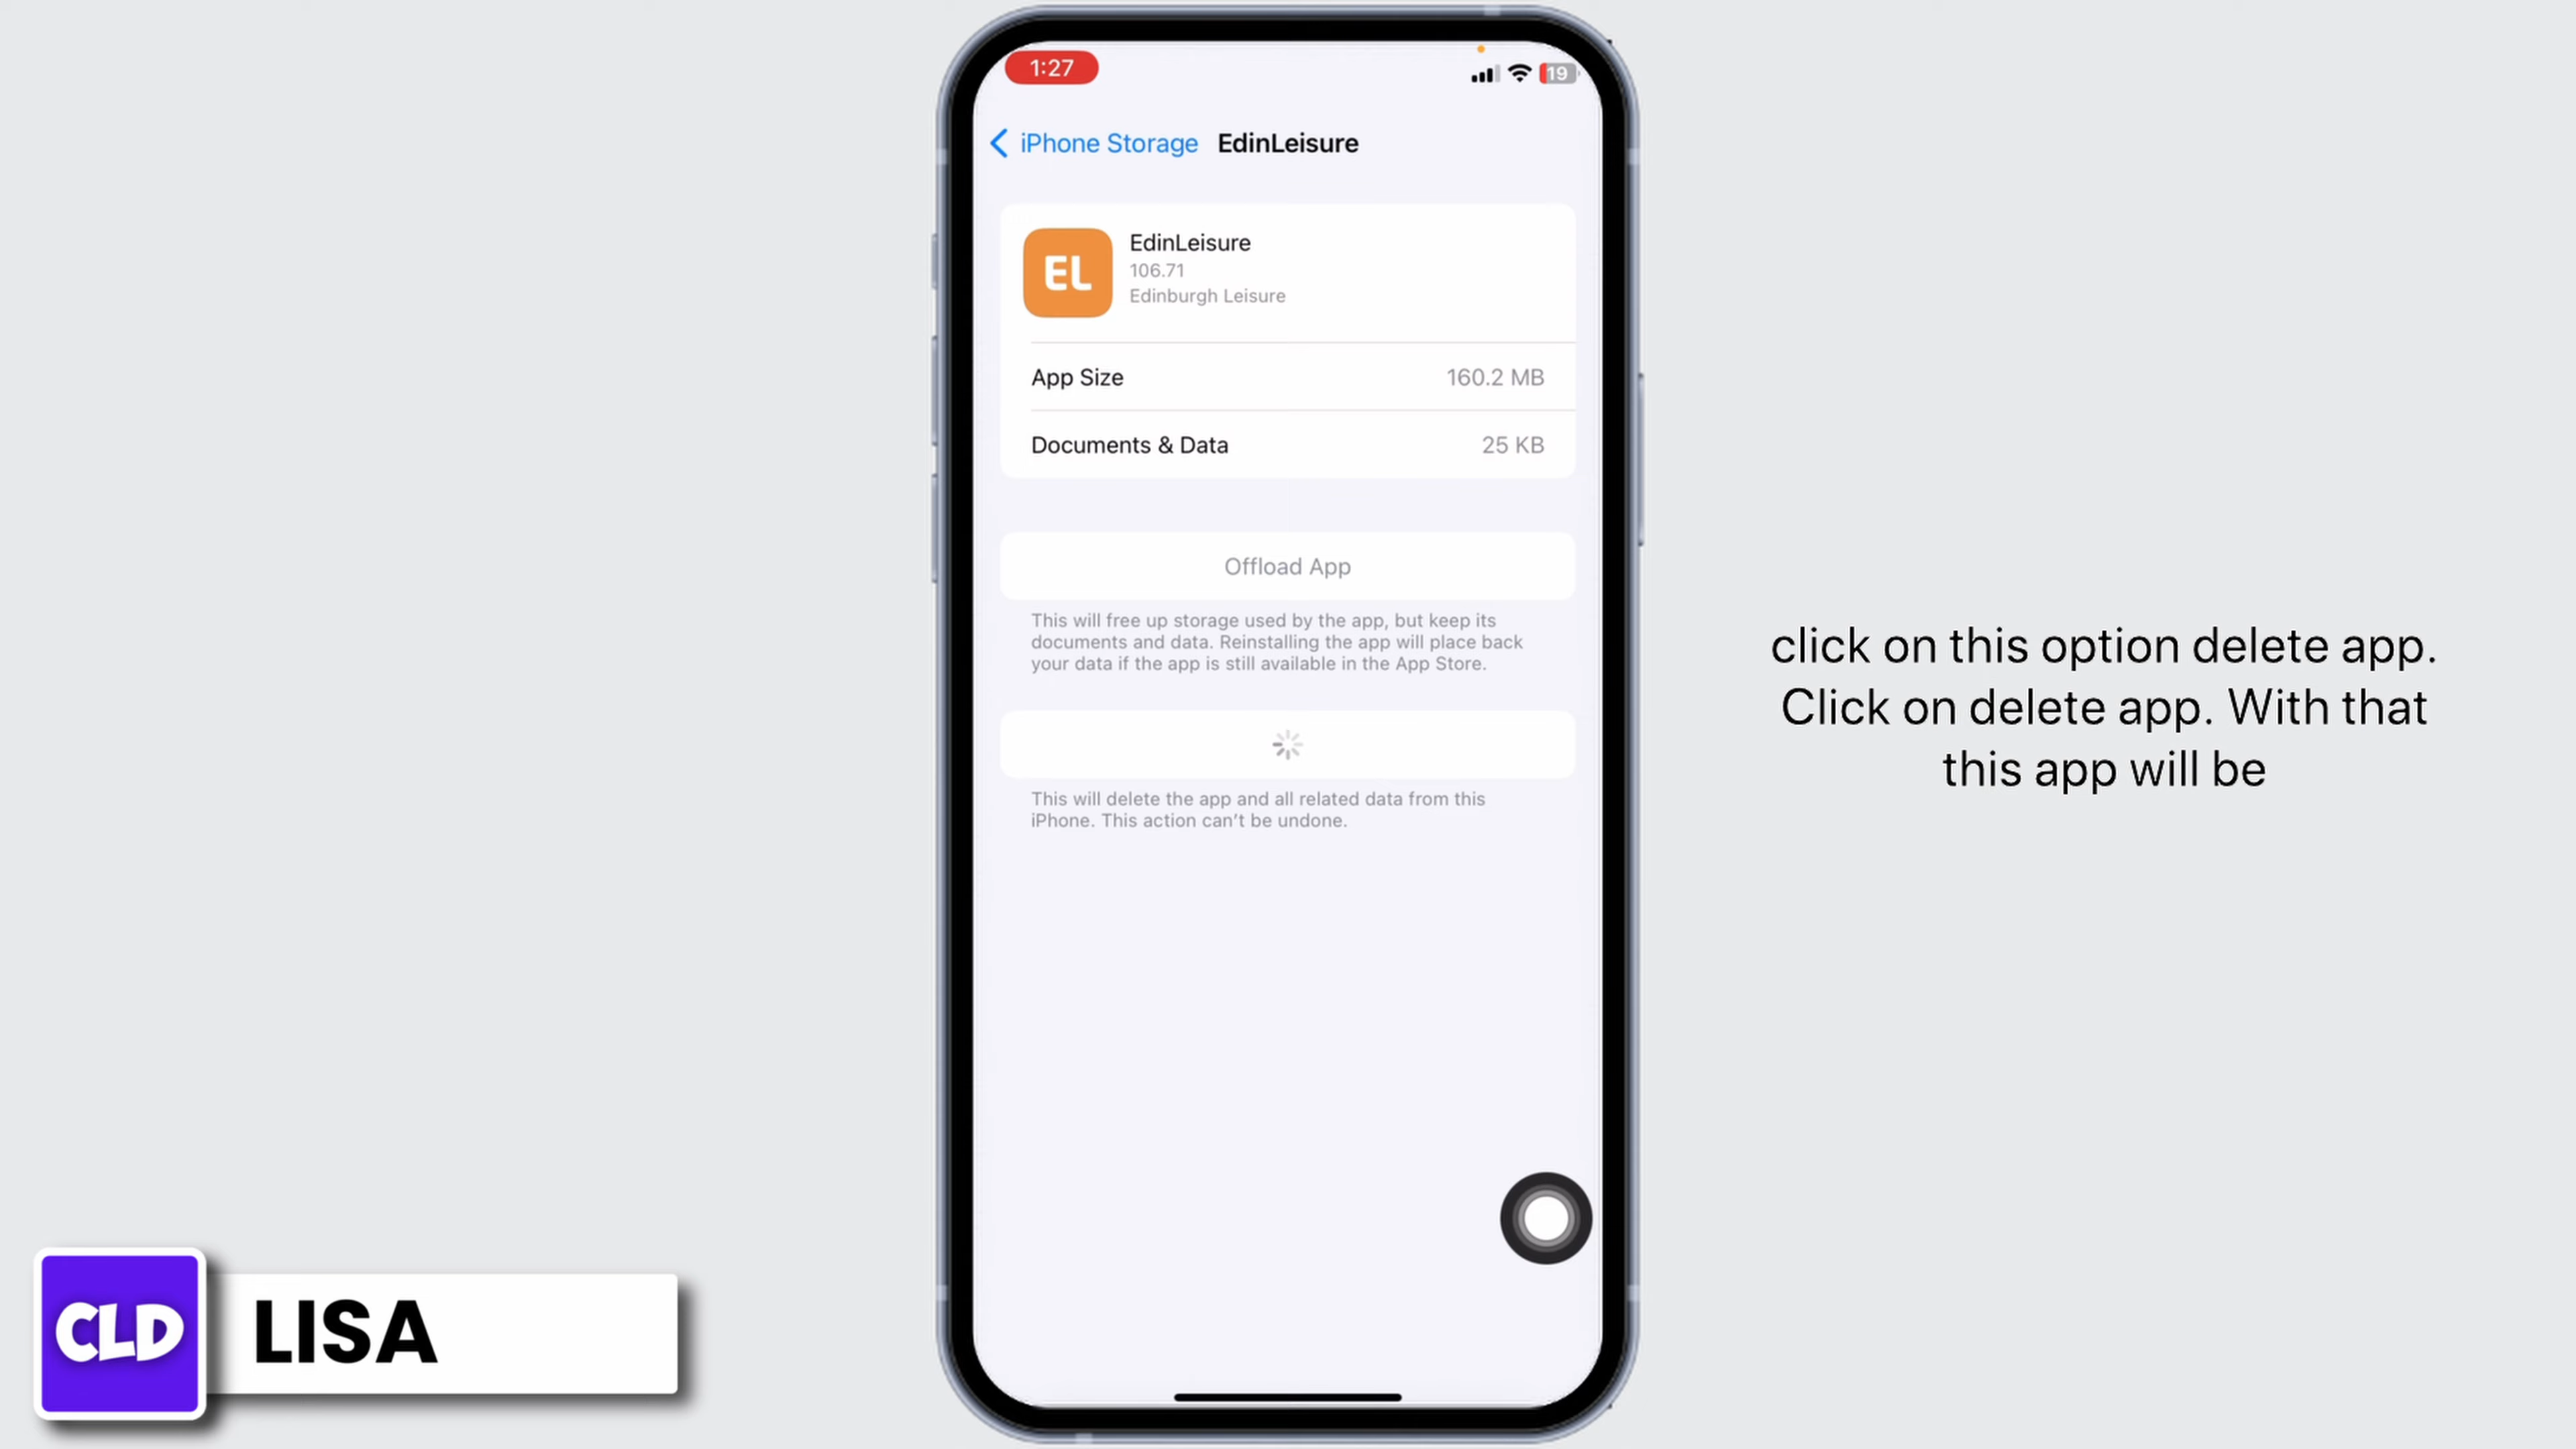 1:27
19
iPhone Storage EdinLeisure
EL
EdinLeisure
106.71
Edinburgh Leisure
App Size 160.2 MB
Documents & Data 25 KB
Offload App
This will free up storage used by the app, but keep its
documents and data. Reinstalling the app will place back
your data if the app is still available in the App Store.
This will delete the app and all related data from this
iPhone. This action can't be undone.
click on this option delete app.
Click on delete app. With that
this app will be
CLD
LISA